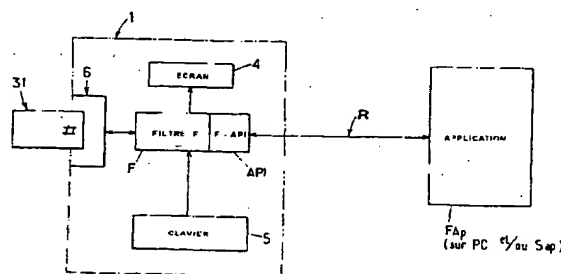 1
6
31
ECRAN
4
FILTRE F
F - API
R
APPLICATION
F
API
CLAVIER
5
FAp
(sur PC et/ou Sap)